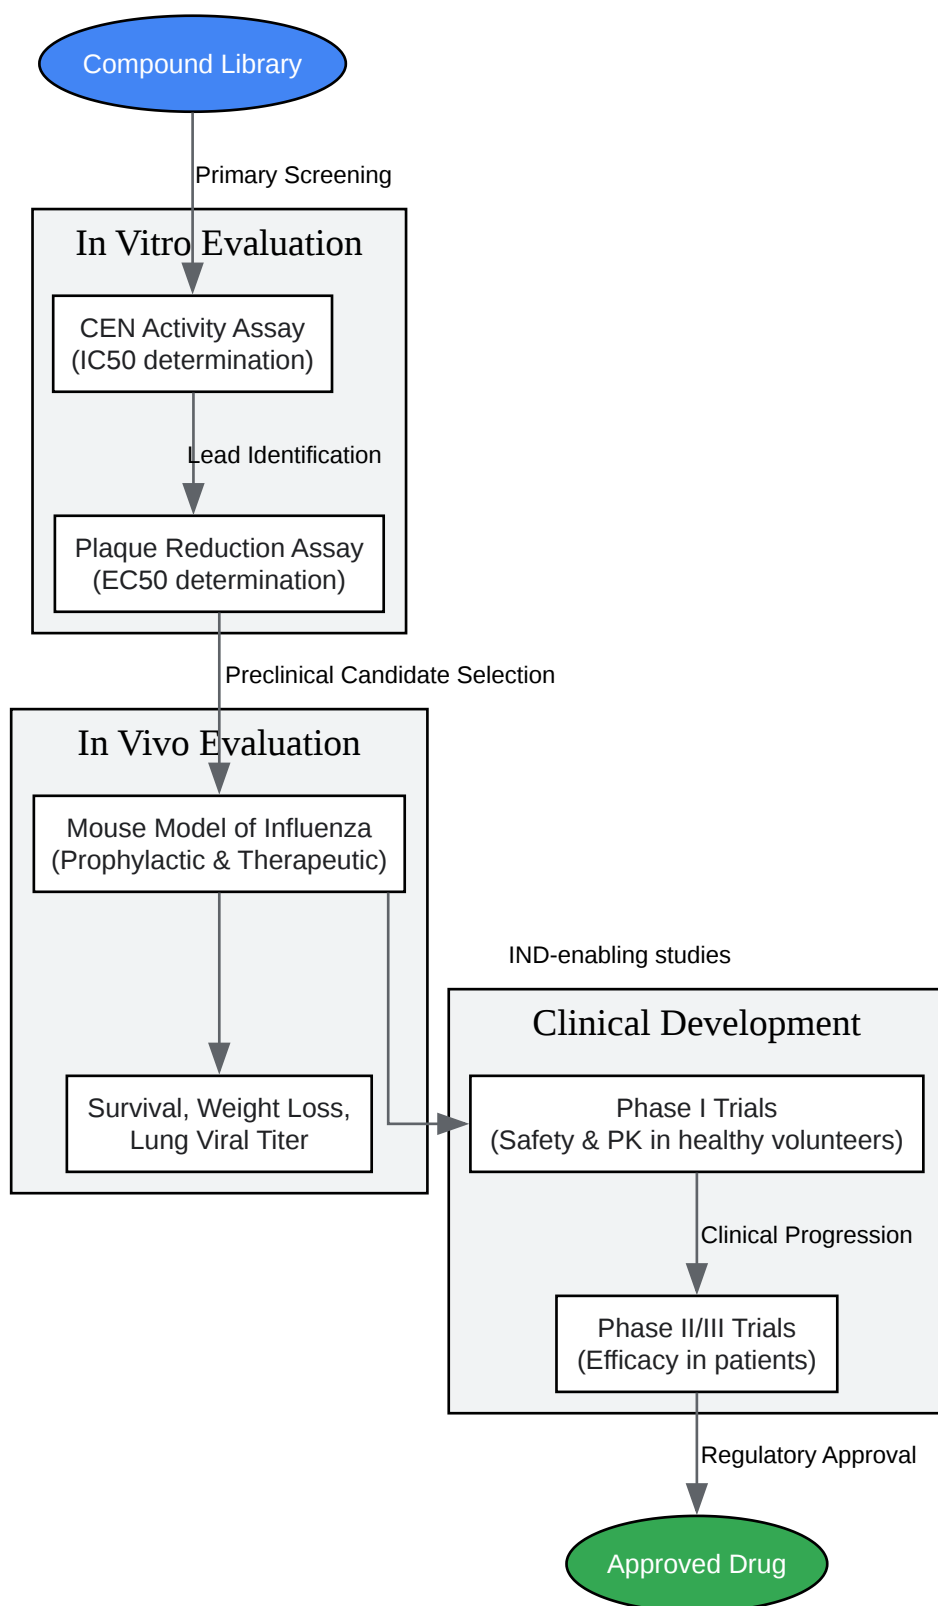 Compound Library
Primary Screening
In Vitro Evaluation
CEN Activity Assay
(IC50 determination)
Lead Identification
Plaque Reduction Assay
(EC50 determination)
Preclinical Candidate Selection
In Vivo Evaluation
Mouse Model of Influenza
(Prophylactic & Therapeutic)
IND-enabling studies
Clinical Development
Survival, Weight Loss,
Lung Viral Titer
Phase I Trials
(Safety & PK in healthy volunteers)
Clinical Progression
Phase II/III Trials
(Efficacy in patients)
Regulatory Approval
Approved Drug